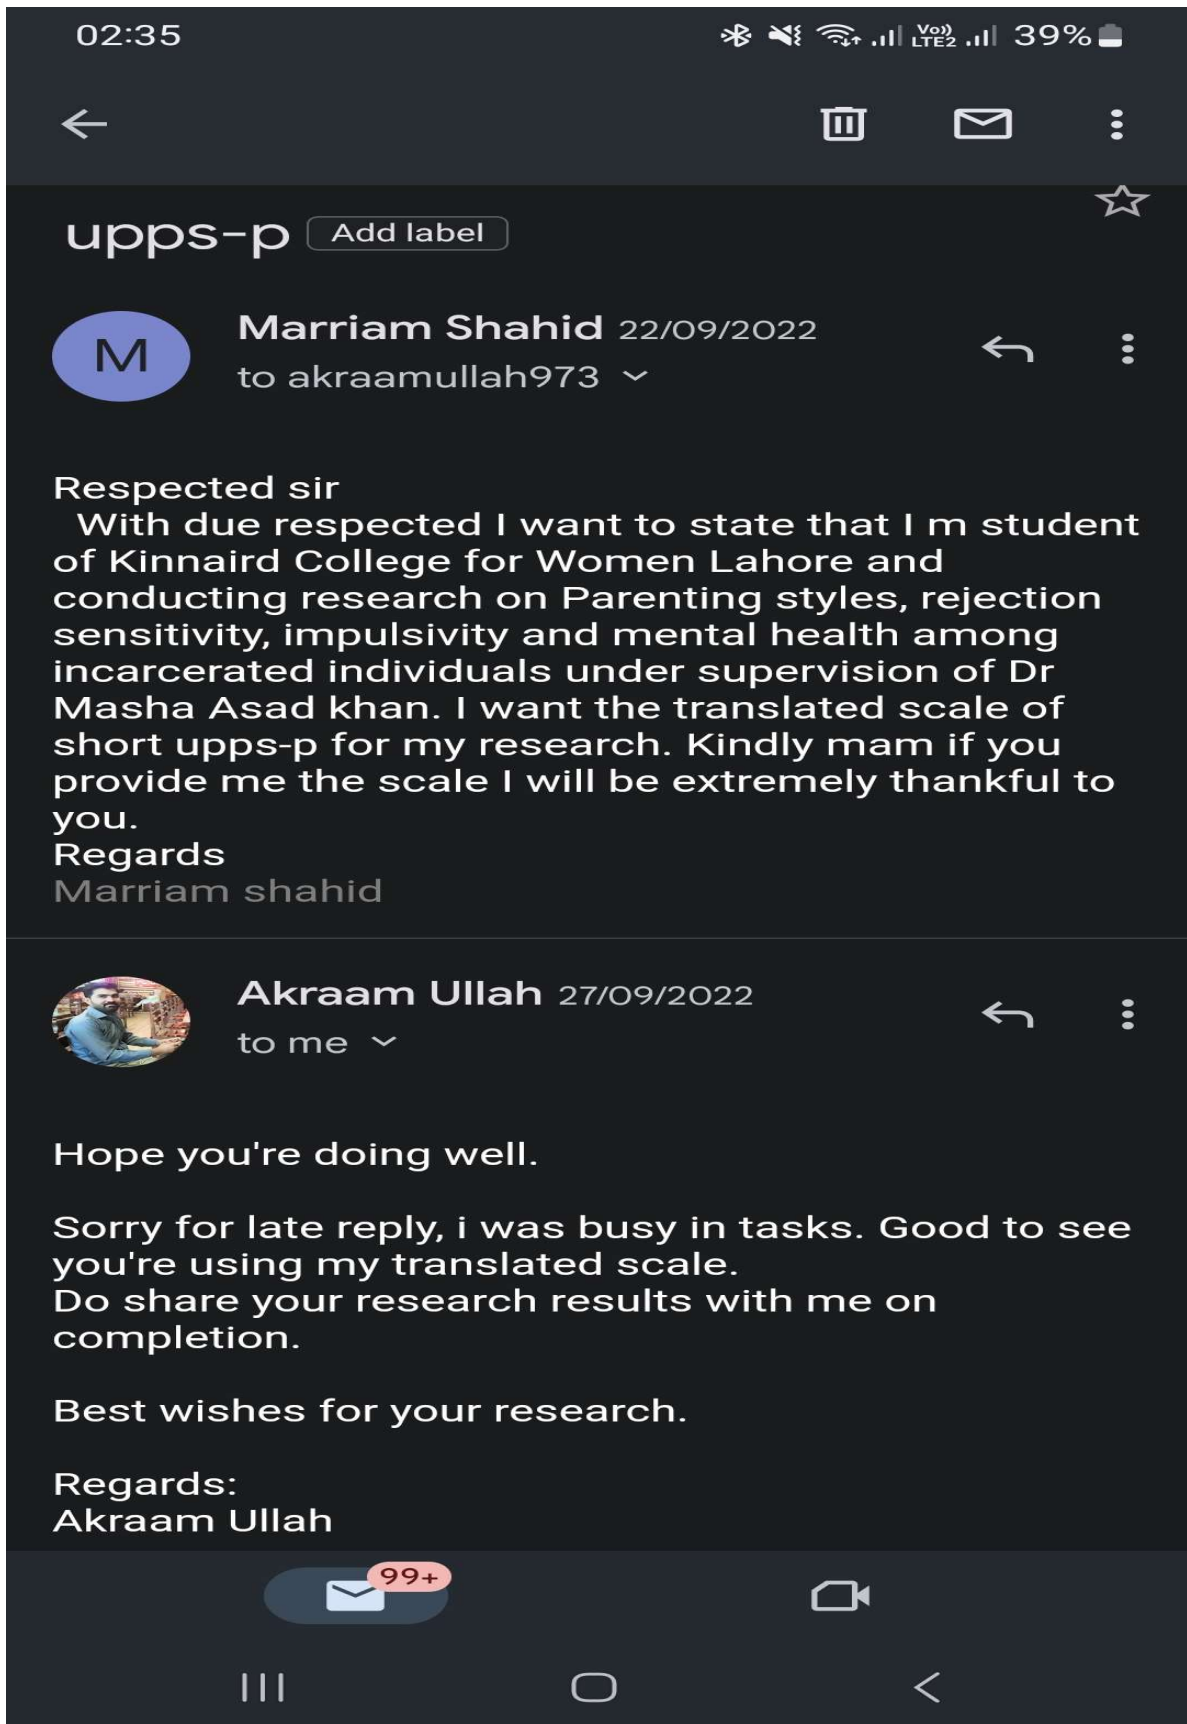 02:35
Vo)) LTE2 39%
upps-p Add label
Marriam Shahid 22/09/2022
M
to akraamullah973
Respected sir
With due respected I want to state that I m student
of Kinnaird College for Women Lahore and
conducting research on Parenting styles, rejection
sensitivity, impulsivity and mental health among
incarcerated individuals under supervision of Dr
Masha Asad khan. I want the translated scale of
short upps-p for my research. Kindly mam if you
provide me the scale I will be extremely thankful to
you.
Regards
Marriam shahid
Akraam Ullah 27/09/2022
to me
Hope you're doing well.
Sorry for late reply, i was busy in tasks. Good to see
you're using my translated scale.
Do share your research results with me on
completion.
Best wishes for your research.
Regards:
Akraam Ullah
99+